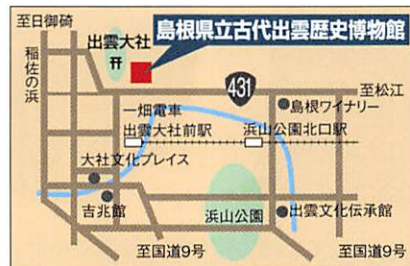 至日御碕
出雲大社
島根県立古代出雲歴史博物館
稲佐の浜
431
至松江
島根ワイナリー
一畑電車
出雲大社前駅
浜山公園北口駅
大社文化プレイス
吉兆館
浜山公園
出雲文化伝承館
至国道9号
至国道9号